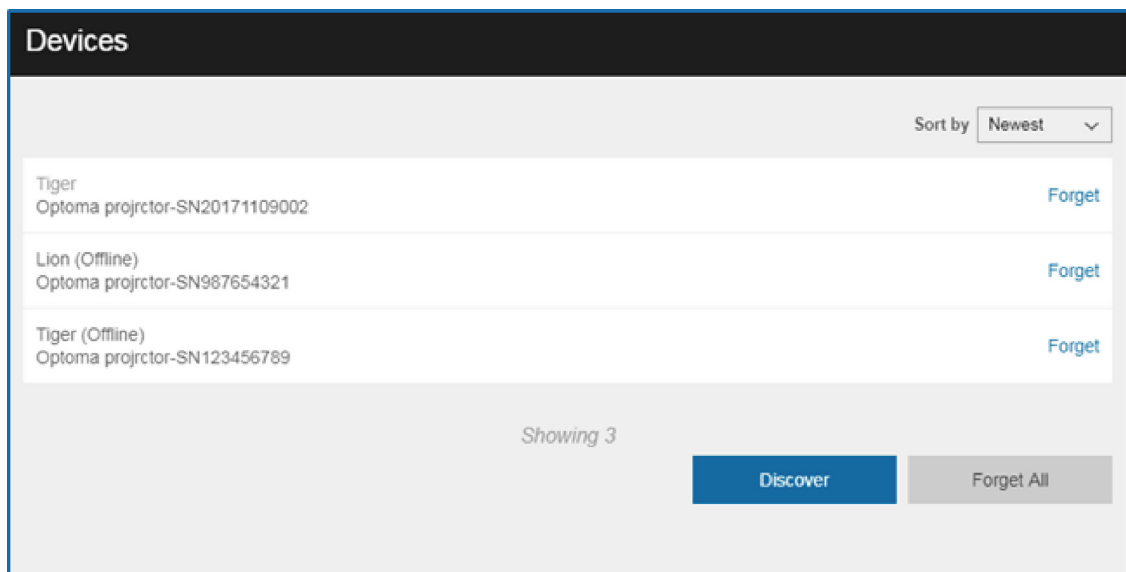 Devices
Sort by Newest
Tiger
Optoma projrctor-SN20171109002
Forget
Lion (Offline)
Optoma projrctor-SN987654321
Forget
Tiger (Offline)
Optoma projrctor-SN123456789
Forget
Showing 3
Discover
Forget All